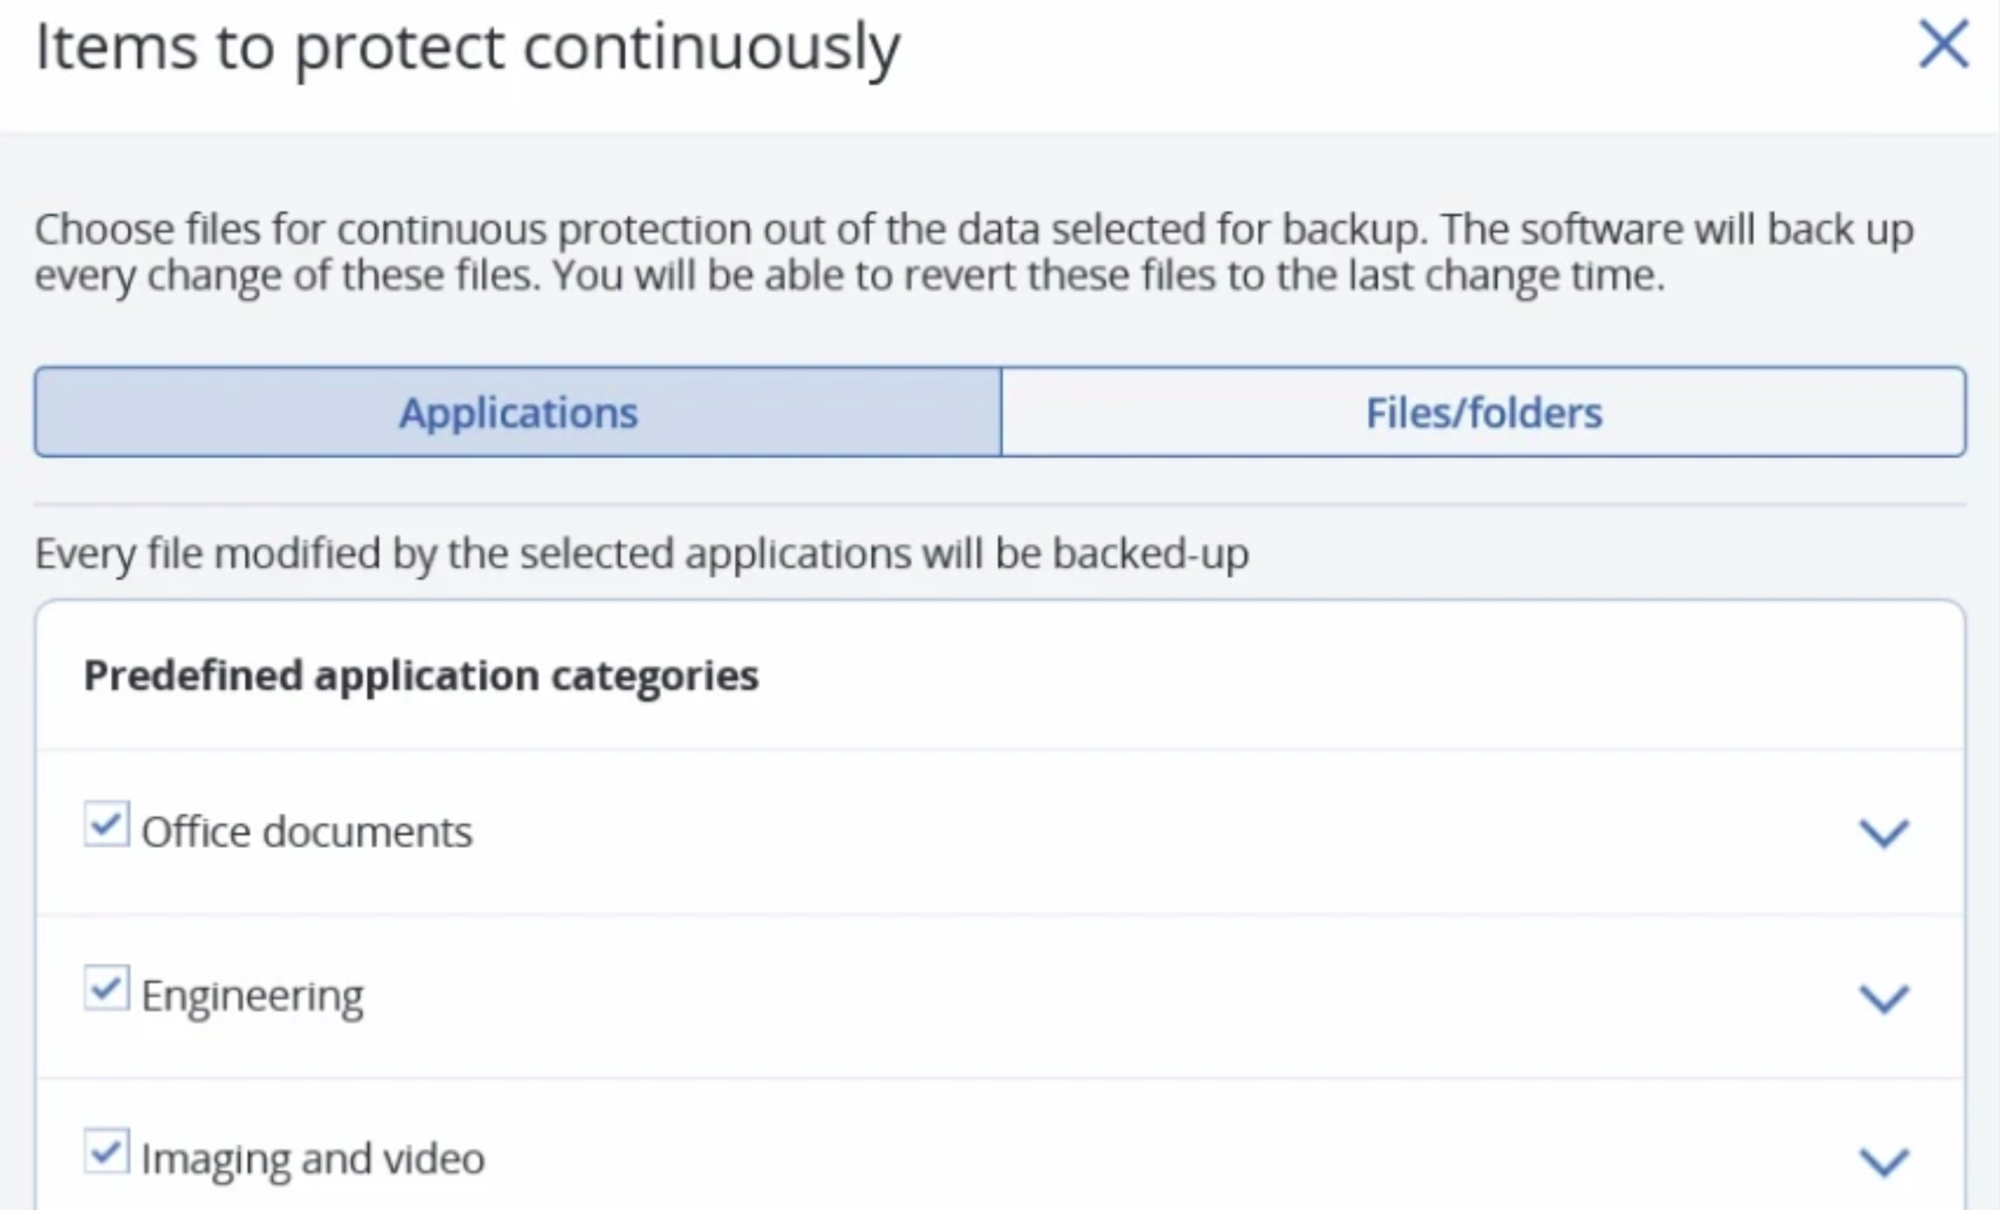 Items to protect continuously
Choose files for continuous protection out of the data selected for backup. The software will back up
every change of these files. You will be able to revert these files to the last change time.
Applications
Files/folders
Every file modified by the selected applications will be backed-up
Predefined application categories
Office documents
Engineering
Imaging and video